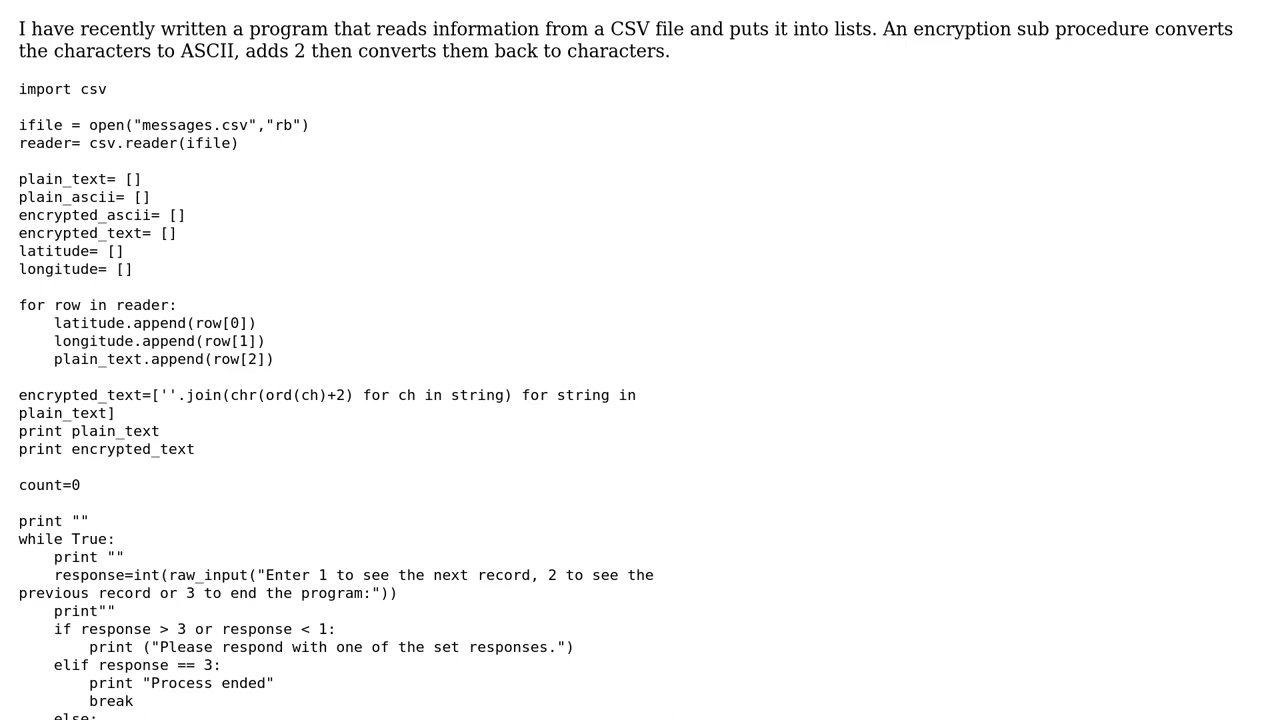 I have recently written a program that reads information from a CSV file and puts it into lists. An encryption sub procedure converts
the characters to ASCII, adds 2 then converts them back to characters.
import csv
ifile = open("messages.csv","rb")
reader= csv.reader(ifile)
plain_text= []
plain_ascii= []
encrypted_ascii= []
encrypted_text= []
latitude= []
longitude= []
for row in reader:
    latitude.append(row[0])
    longitude.append(row[1])
    plain_text.append(row[2])
encrypted_text=[''.join(chr(ord(ch)+2) for ch in string) for string in
plain_text]
print plain_text
print encrypted_text
count=0
print ""
while True:
    print ""
    response=int(raw_input("Enter 1 to see the next record, 2 to see the
previous record or 3 to end the program:"))
    print""
    if response > 3 or response < 1:
        print ("Please respond with one of the set responses.")
    elif response == 3:
        print "Process ended"
        break
    else: